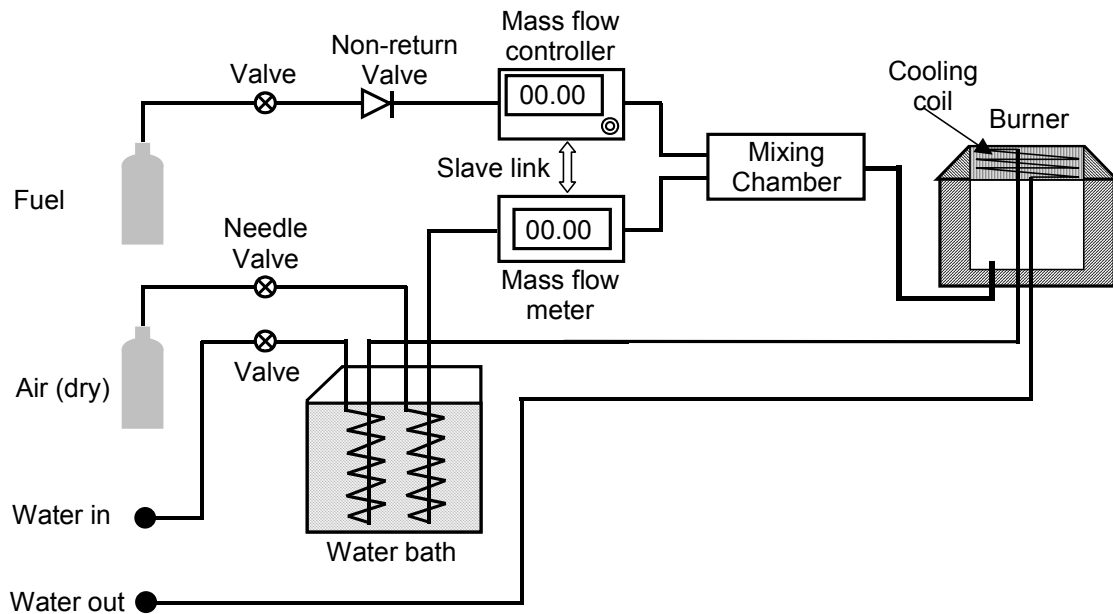 Mass flow
controller
Non-return
Valve
Valve
00.00
Cooling
coil
Burner
Fuel
Slave link
Mixing
Chamber
Needle
Valve
00.00
Mass flow
meter
Air (dry)
Valve
Water in
Water bath
Water out